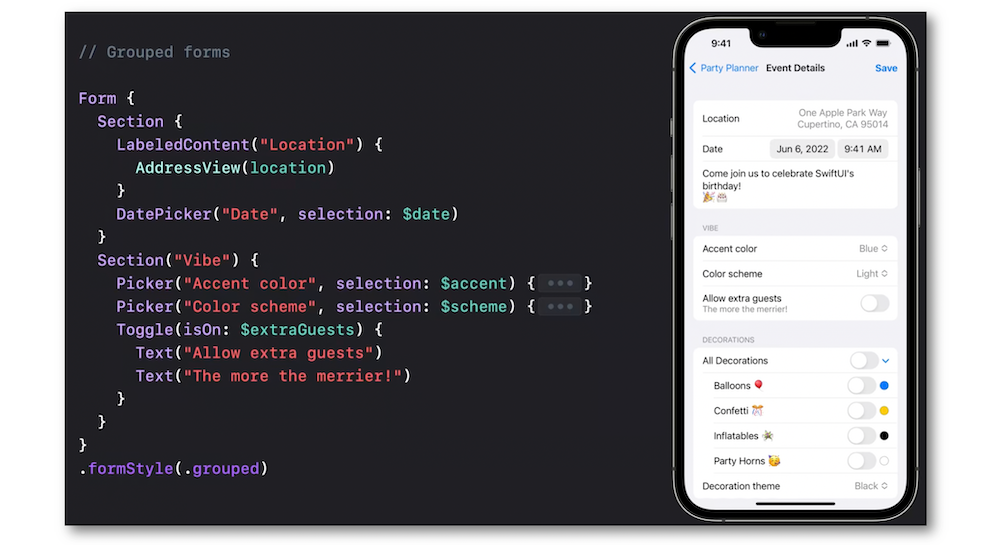 // Grouped forms
Form {
Section {
LabeledContent("Location") {
AddressView(location)
}
DatePicker("Date", selection: $date)
}
Section("Vibe") {
Picker("Accent color", selection: $accent) { ••• }
Picker("Color scheme", selection: $scheme) { ••• }
Toggle(isOn: $extraGuests) {
Text("Allow extra guests")
Text("The more the merrier!")
}
}
}
.formStyle(.grouped)
9:41
Party Planner Event Details Save
Location One Apple Park Way
Cupertino, CA 95014
Date Jun 6, 2022 9:41 AM
Come join us to celebrate SwiftUI's
birthday!
🎉 🎂
VIBE
Accent color Blue
Color scheme Light
Allow extra guests
The more the merrier!
DECORATIONS
All Decorations
Balloons 🎈
Confetti 🎊
Inflatables 🌴
Party Horns 🥳
Decoration theme Black